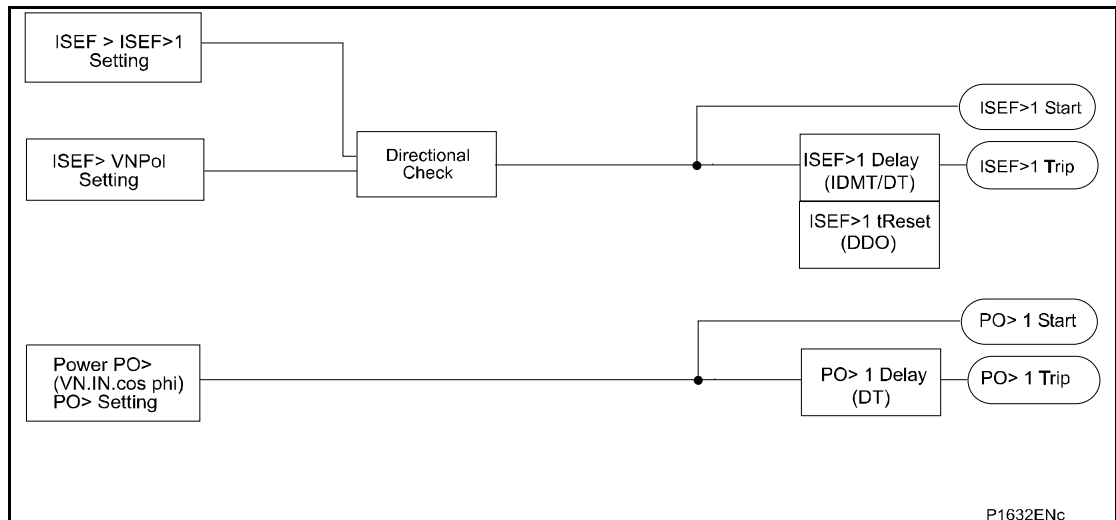 ISEF > ISEF>1
Setting
ISEF> VNPol
Setting
Directional
Check
ISEF>1 Start
ISEF>1 Delay
(IDMT/DT)
ISEF>1 Trip
ISEF>1 tReset
(DDO)
PO> 1 Start
Power PO>
(VN.IN.cos phi)
PO> Setting
PO> 1 Delay
(DT)
PO> 1 Trip
P1632ENc